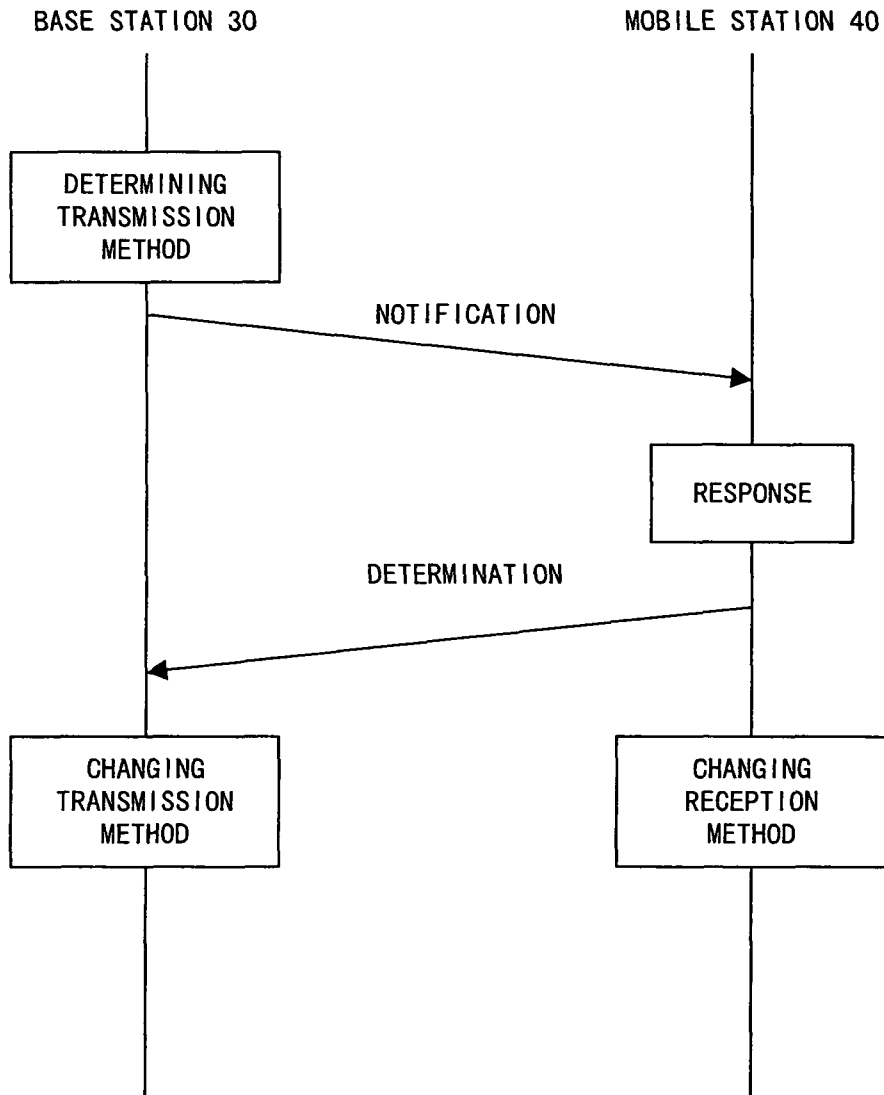 BASE STATION 30
MOBILE STATION 40
DETERMINING
TRANSMISSION
METHOD
NOTIFICATION
RESPONSE
DETERMINATION
CHANGING
TRANSMISSION
METHOD
CHANGING
RECEPTION
METHOD